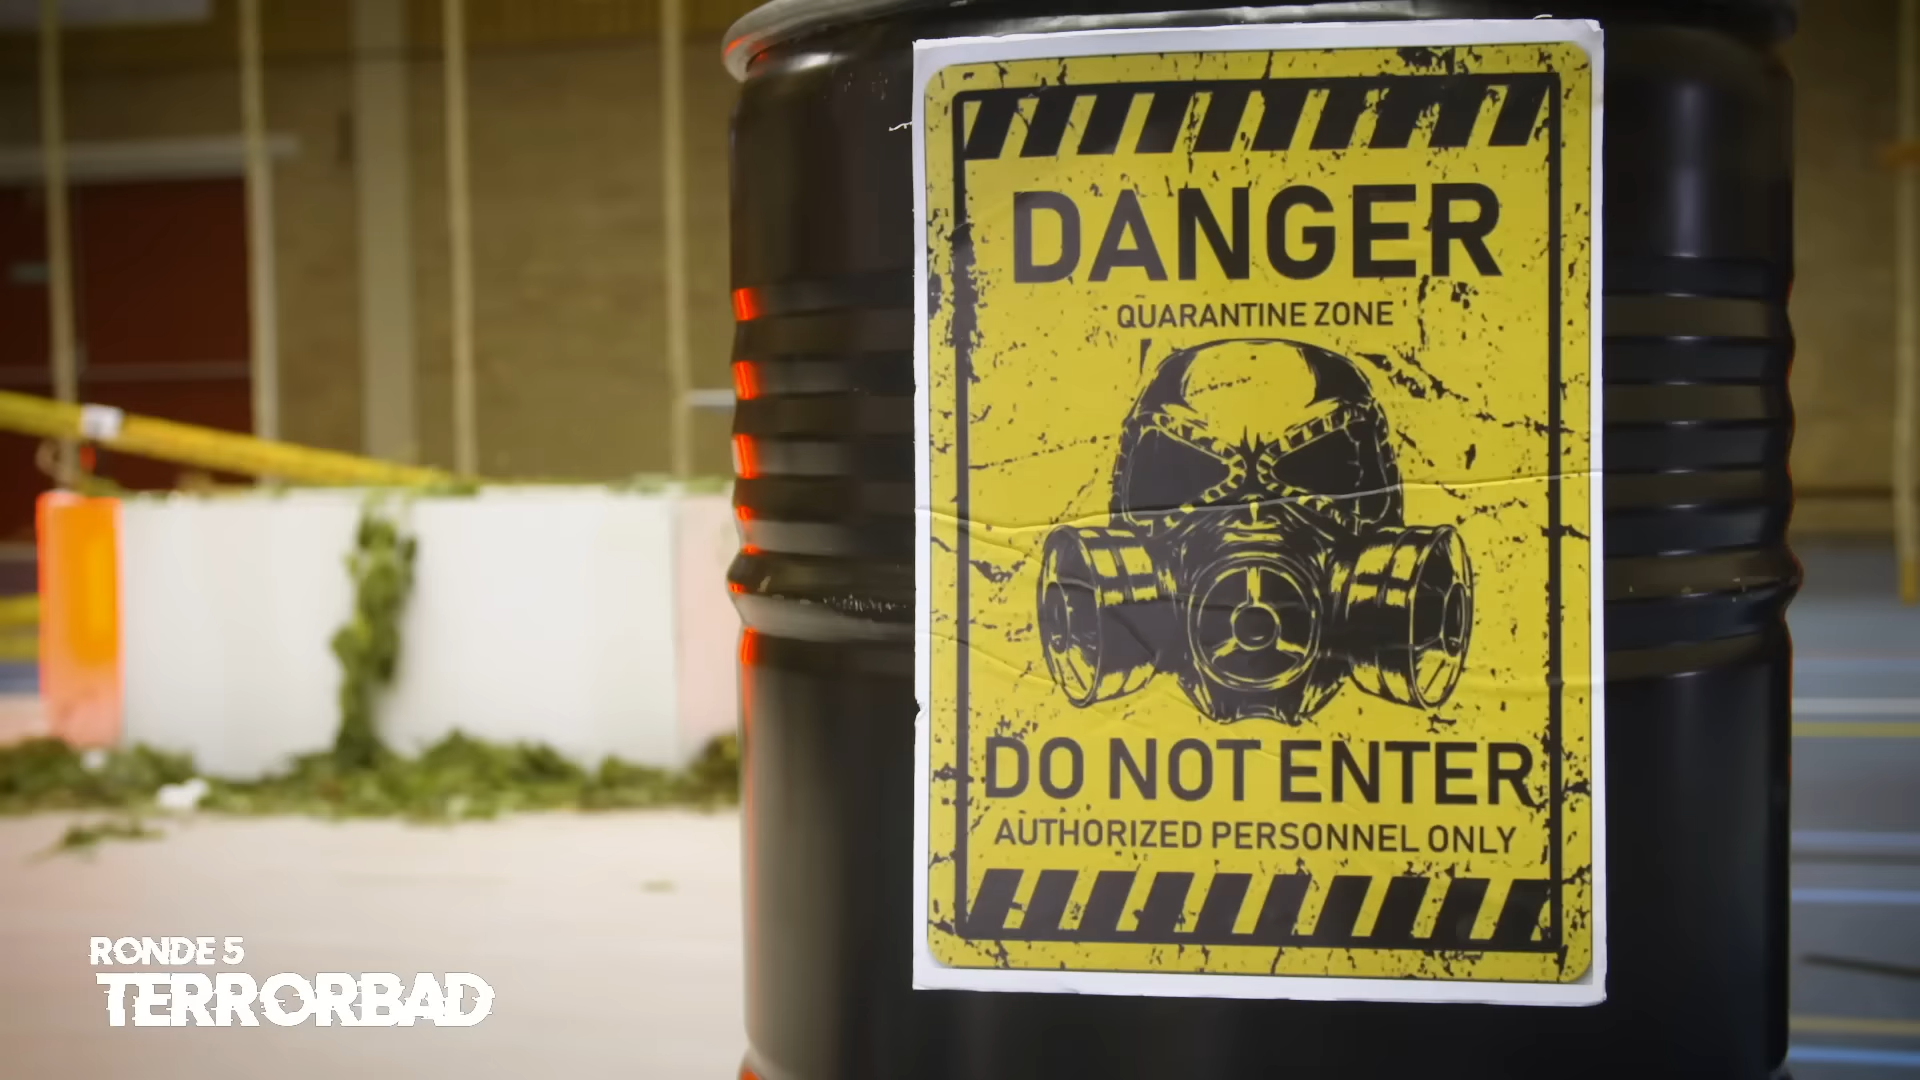 DANGER
QUARANTINE ZONE
DO NOT ENTER
AUTHORIZED PERSONNEL ONLY
RONDE 5
TERRORBAD